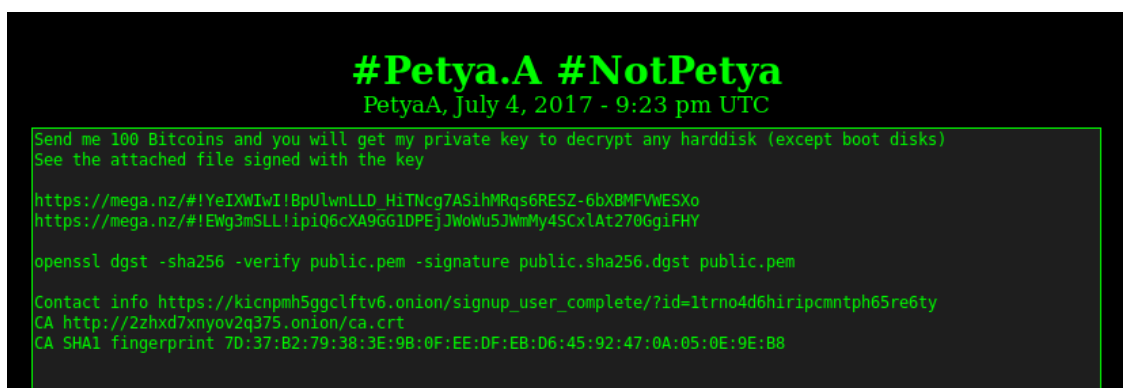 #Petya.A #NotPetya
PetyaA, July 4, 2017 - 9:23 pm UTC
Send me 100 Bitcoins and you will get my private key to decrypt any harddisk (except boot disks)
See the attached file signed with the key
https://mega.nz/#!YeIXWIwI!BpUlwnLLD_HiTNcg7ASihMRqs6RESZ-6bXBMFVWESXo
https://mega.nz/#!EWg3mSLL!ipiQ6cXA9GG1DPEjJWoWu5JWmMy4SCxlAt270GgiFHY
openssl dgst -sha256 -verify public.pem -signature public.sha256.dgst public.pem
Contact info https://kicnpmh5ggclftv6.onion/signup_user_complete/?id=1trno4d6hiripcmntph65re6ty
CA http://2zhxd7xnyov2q375.onion/ca.crt
CA SHA1 fingerprint 7D:37:B2:79:38:3E:9B:0F:EE:DF:EB:D6:45:92:47:0A:05:0E:9E:B8